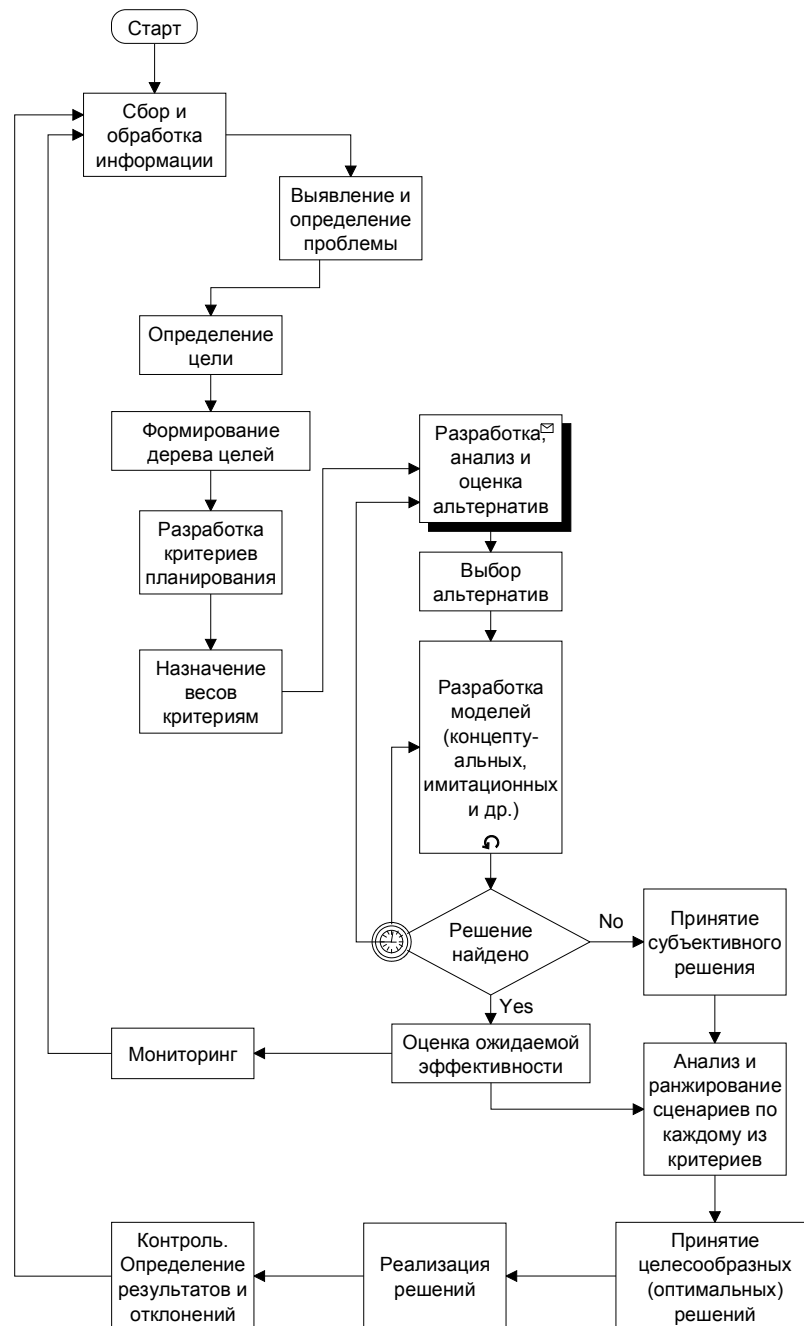 Старт
Сбор и
обработка
информации
Выявление и
определение
проблемы
Определение
цели
Формирование
дерева целей
Разработка
критериев
планирования
Назначение
весов
критериям
Разработка,
анализ и
оценка
альтернатив
Выбор
альтернатив
Разработка
моделей
(концепту-
альных,
имитационных
и др.)
Решение
найдено
No
Yes
Принятие
субъективного
решения
Оценка ожидаемой
эффективности
Мониторинг
Анализ и
ранжирование
сценариев по
каждому из
критериев
Принятие
целесообразных
(оптимальных)
решений
Реализация
решений
Контроль.
Определение
результатов и
отклонений